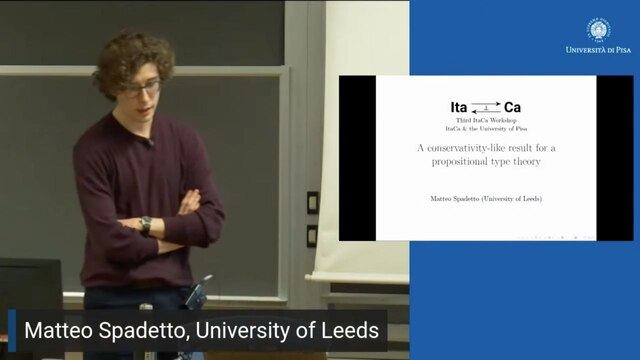 UNIVERSITÀ DI PISA
Ita ⊥ Ca
Third ItaCa Workshop
ItaCa & the University of Pisa
A conservativity-like result for a
propositional type theory
Matteo Spadetto (University of Leeds)
Matteo Spadetto, University of Leeds